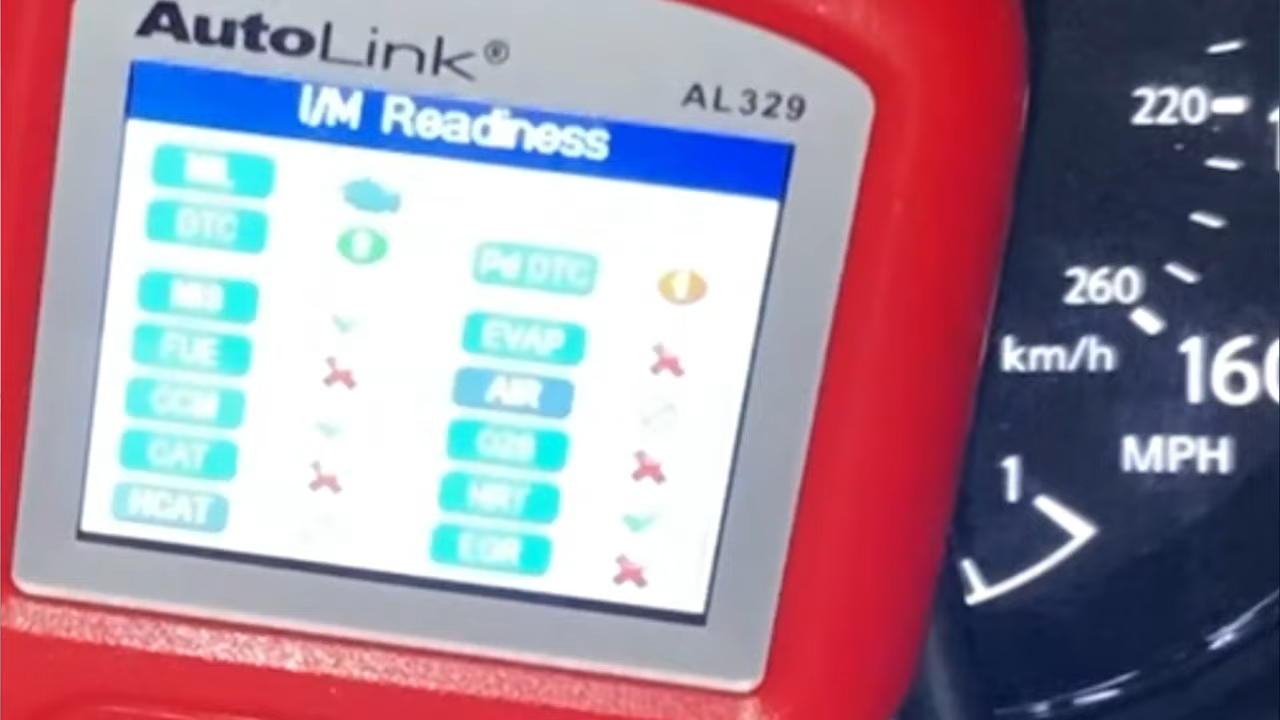 AutoLink®
AL329
I/M Readiness
MIL
DTC
Pd DTC
MIS
EVAP
FUE
AIR
CCM
O2S
CAT
HRT
HCAT
EGR
220
260
km/h
160
MPH
1